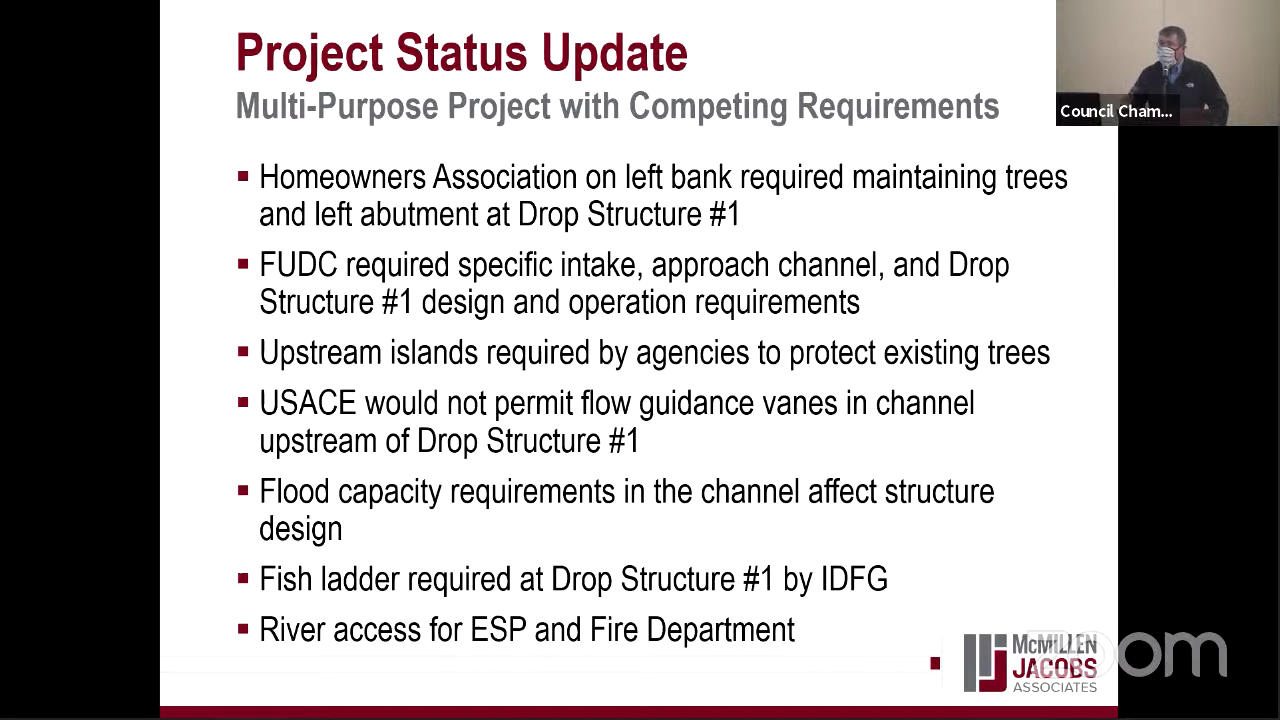 Project Status Update
Multi-Purpose Project with Competing Requirements
Council Cham...
▪ Homeowners Association on left bank required maintaining trees
and left abutment at Drop Structure #1
▪ FUDC required specific intake, approach channel, and Drop
Structure #1 design and operation requirements
▪ Upstream islands required by agencies to protect existing trees
▪ USACE would not permit flow guidance vanes in channel
upstream of Drop Structure #1
▪ Flood capacity requirements in the channel affect structure
design
▪ Fish ladder required at Drop Structure #1 by IDFG
▪ River access for ESP and Fire Department
McMILLEN
JACOBS
ASSOCIATES
zoom